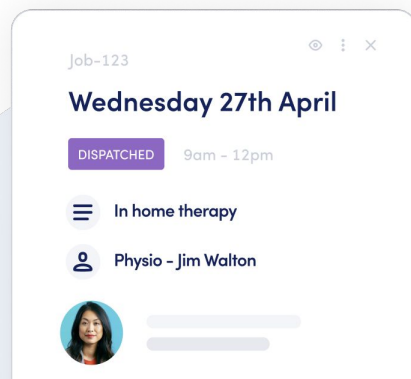 Job-123
Wednesday 27th April
DISPATCHED 9am - 12pm
In home therapy
Physio - Jim Walton